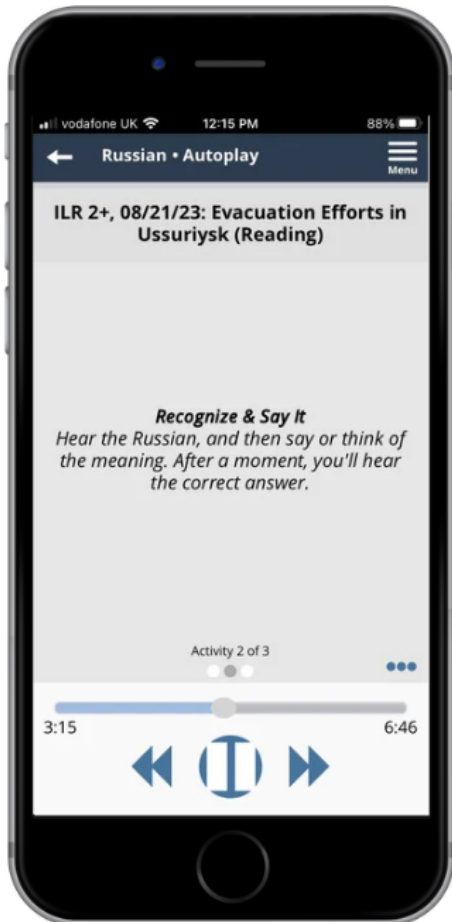 vodafone UK 12:15 PM 88%
Russian • Autoplay
Menu
ILR 2+, 08/21/23: Evacuation Efforts in
Ussuriysk (Reading)
Recognize & Say It
Hear the Russian, and then say or think of
the meaning. After a moment, you'll hear
the correct answer.
Activity 2 of 3
3:15 6:46